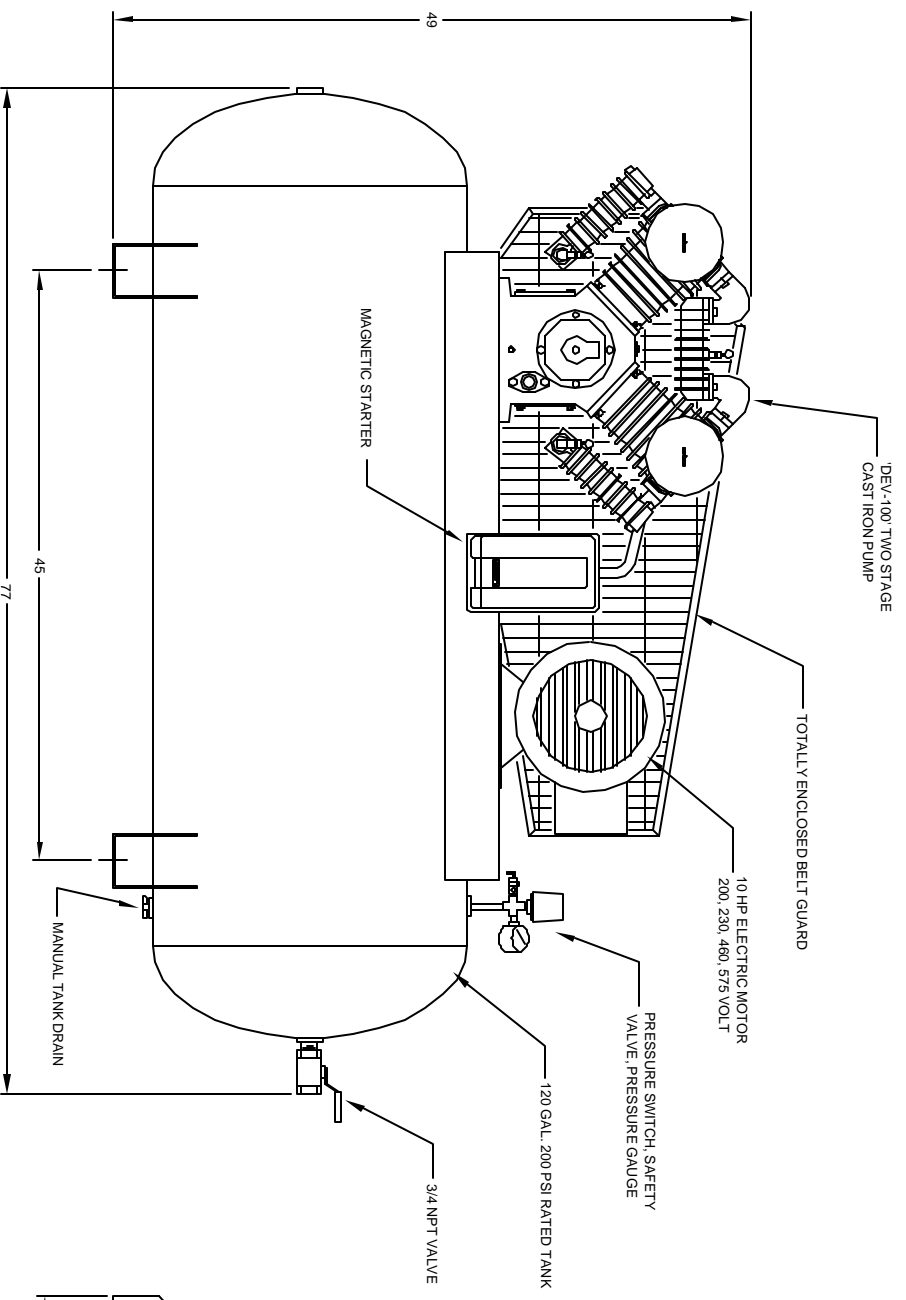 'DEV-100' TWO STAGE
CAST IRON PUMP
TOTALLY ENCLOSED BELT GUARD
10 HP ELECTRIC MOTOR
200, 230, 460, 575 VOLT
PRESSURE SWITCH, SAFETY
VALVE, PRESSURE GAUGE
120 GAL. 200 PSI RATED TANK
3/4 NPT VALVE
MAGNETIC STARTER
MANUAL TANK DRAIN
49
45
77